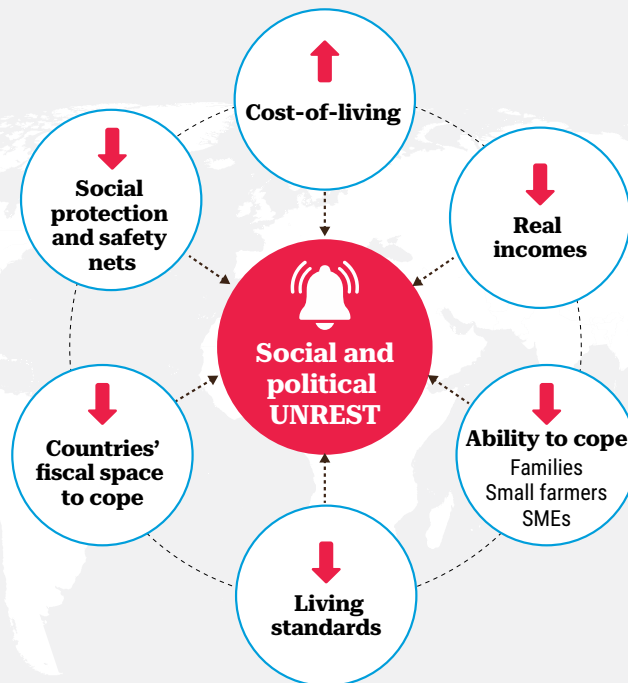 Cost-of-living
Social
protection
and safety
nets
Real
incomes
Social and
political
UNREST
Countries’
fiscal space
to cope
Ability to cope
Families
Small farmers
SMEs
Living
standards